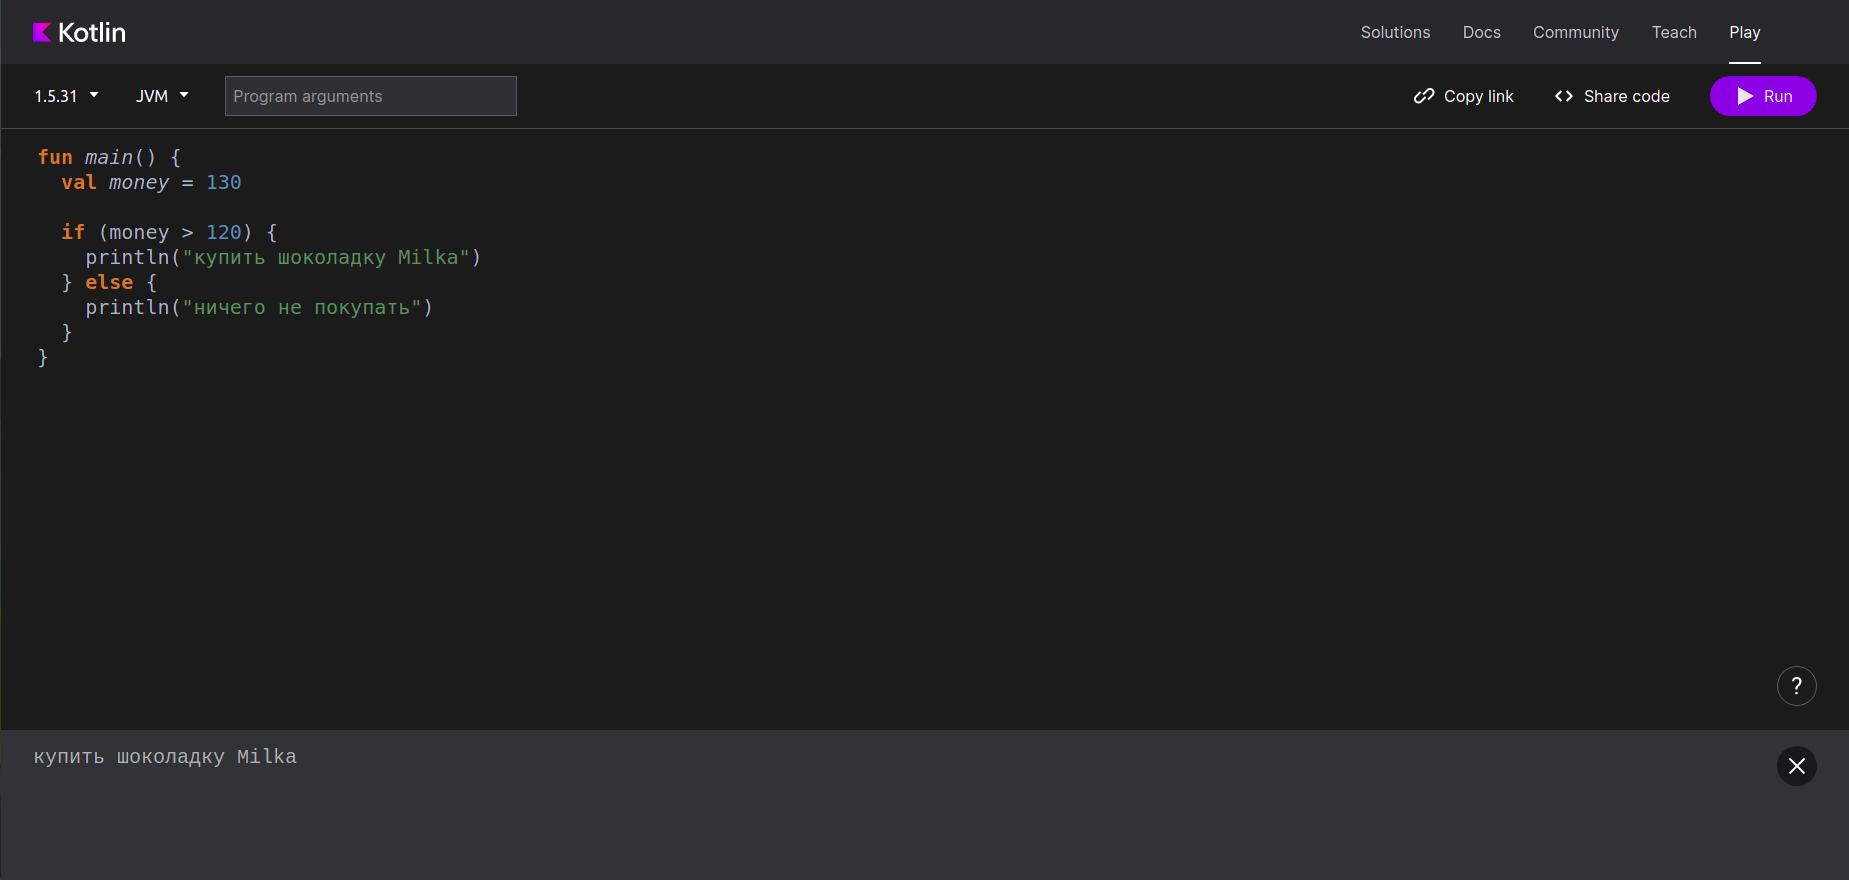 Kotlin
Solutions Docs Community Teach Play
1.5.31 JVM Program arguments Copy link Share code Run
fun main() {
  val money = 130
  if (money > 120) {
    println("купить шоколадку Milka")
  } else {
    println("ничего не покупать")
  }
}
?
купить шоколадку Milka